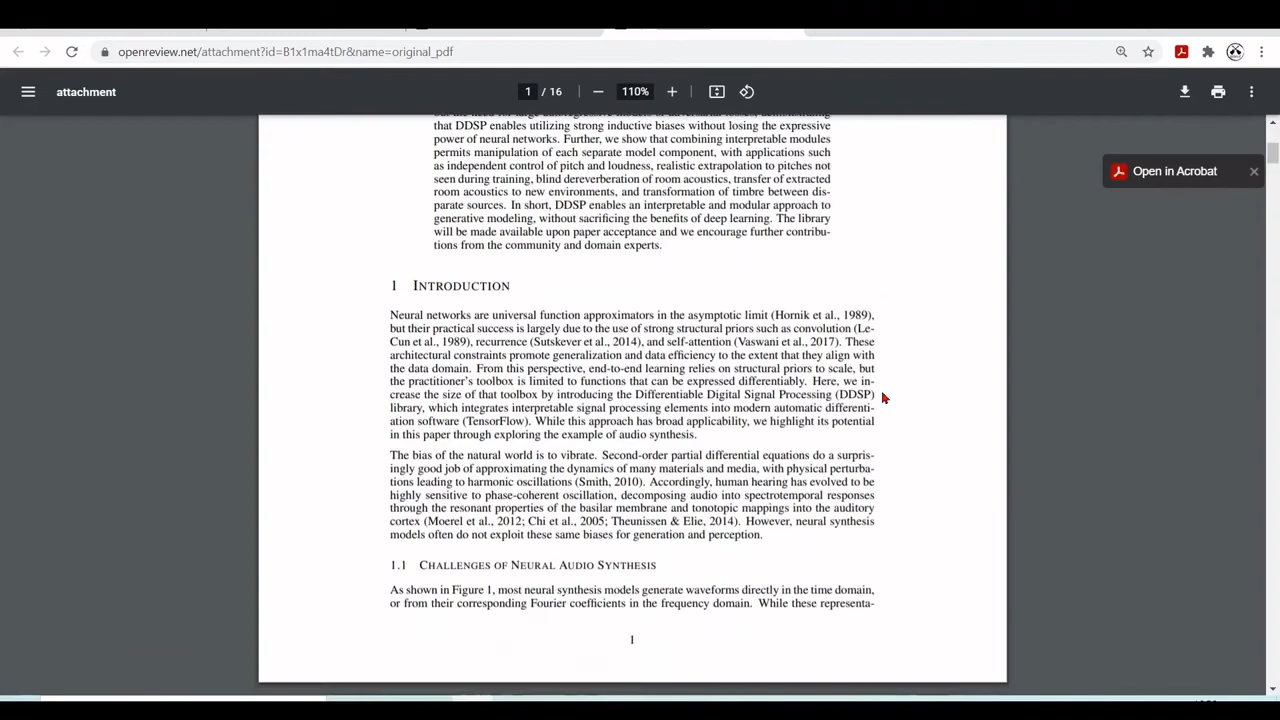 openreview.net/attachment?id=B1x1ma4tDr&name=original_pdf
attachment
1 / 16
110%
Open in Acrobat
that DDSP enables utilizing strong inductive biases without losing the expressive
power of neural networks. Further, we show that combining interpretable modules
permits manipulation of each separate model component, with applications such
as independent control of pitch and loudness, realistic extrapolation to pitches not
seen during training, blind dereverberation of room acoustics, transfer of extracted
room acoustics to new environments, and transformation of timbre between dis-
parate sources. In short, DDSP enables an interpretable and modular approach to
generative modeling, without sacrificing the benefits of deep learning. The library
will be made available upon paper acceptance and we encourage further contribu-
tions from the community and domain experts.
1 INTRODUCTION
Neural networks are universal function approximators in the asymptotic limit (Hornik et al., 1989),
but their practical success is largely due to the use of strong structural priors such as convolution (Le-
Cun et al., 1989), recurrence (Sutskever et al., 2014), and self-attention (Vaswani et al., 2017). These
architectural constraints promote generalization and data efficiency to the extent that they align with
the data domain. From this perspective, end-to-end learning relies on structural priors to scale, but
the practitioner's toolbox is limited to functions that can be expressed differentiably. Here, we in-
crease the size of that toolbox by introducing the Differentiable Digital Signal Processing (DDSP)
library, which integrates interpretable signal processing elements into modern automatic differenti-
ation software (TensorFlow). While this approach has broad applicability, we highlight its potential
in this paper through exploring the example of audio synthesis.
The bias of the natural world is to vibrate. Second-order partial differential equations do a surpris-
ingly good job of approximating the dynamics of many materials and media, with physical perturba-
tions leading to harmonic oscillations (Smith, 2010). Accordingly, human hearing has evolved to be
highly sensitive to phase-coherent oscillation, decomposing audio into spectrotemporal responses
through the resonant properties of the basilar membrane and tonotopic mappings into the auditory
cortex (Moerel et al., 2012; Chi et al., 2005; Theunissen & Elie, 2014). However, neural synthesis
models often do not exploit these same biases for generation and perception.
1.1 CHALLENGES OF NEURAL AUDIO SYNTHESIS
As shown in Figure 1, most neural synthesis models generate waveforms directly in the time domain,
or from their corresponding Fourier coefficients in the frequency domain. While these representa-
1